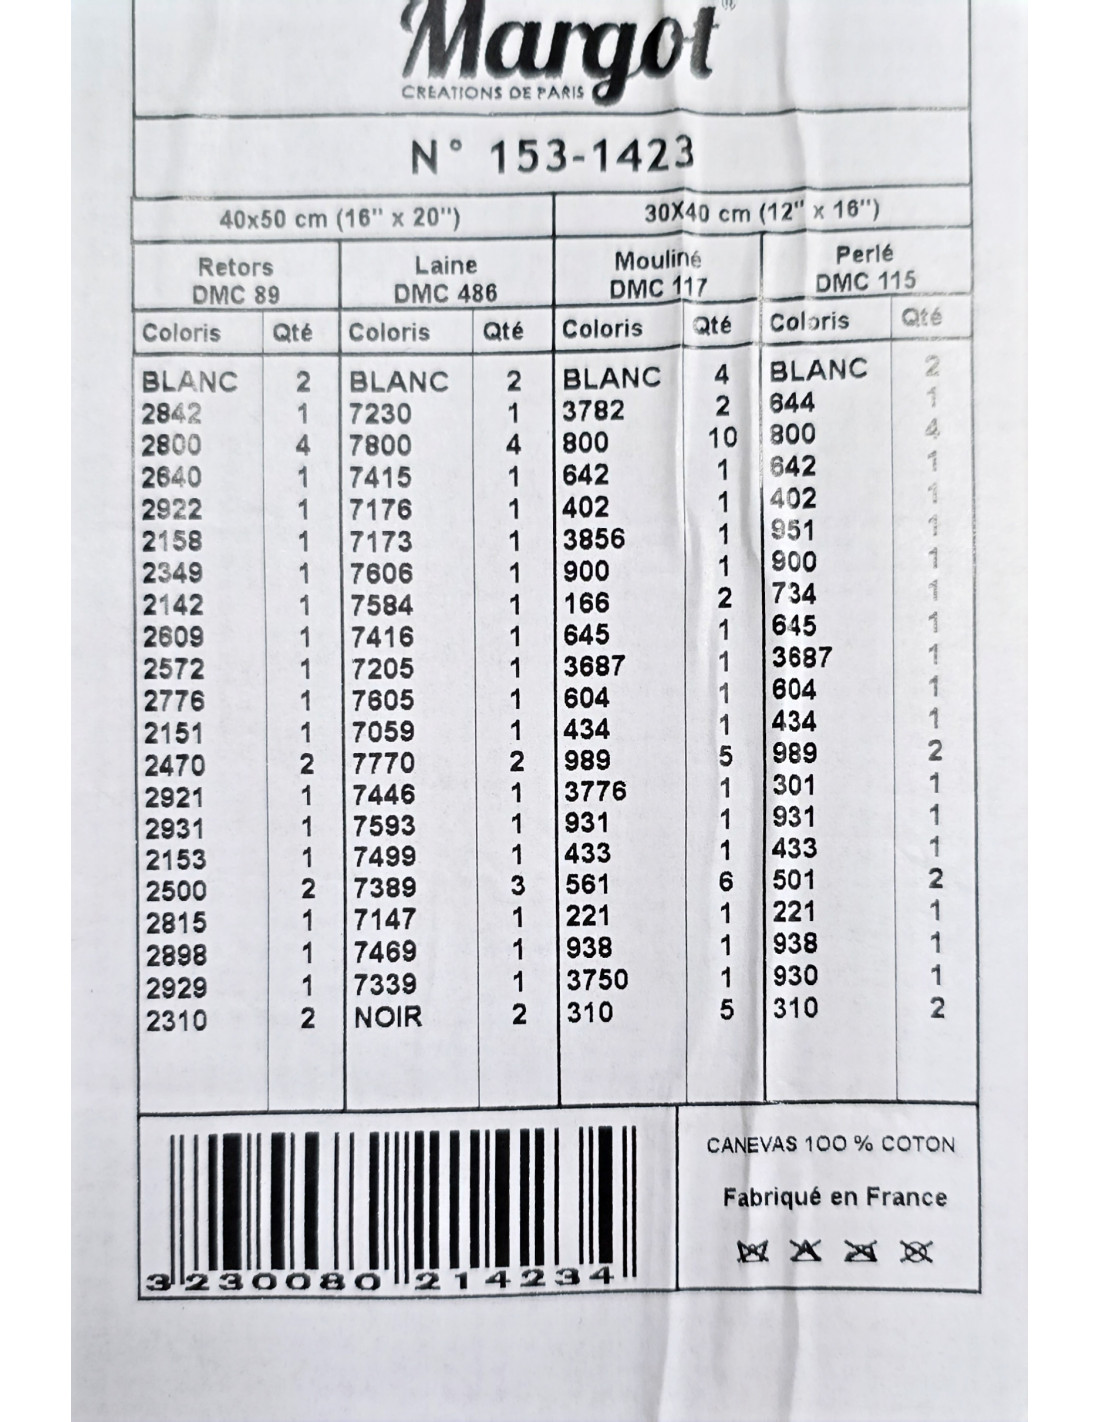 Margot®
CRÉATIONS DE PARIS
N° 153-1423
40x50 cm (16" x 20") 30X40 cm (12" x 16")
Retors Laine Mouliné Perlé
DMC 89 DMC 486 DMC 117 DMC 115
Coloris Qté Coloris Qté Coloris Qté Coloris Qté
BLANC 2 BLANC 2 BLANC 4 BLANC 2
2842 1 7230 1 3782 2 644 1
2800 4 7800 4 800 10 800 4
2640 1 7415 1 642 1 642 1
2922 1 7176 1 402 1 402 1
2158 1 7173 1 3856 1 951 1
2349 1 7606 1 900 1 900 1
2142 1 7584 1 166 2 734 1
2609 1 7416 1 645 1 645 1
2572 1 7205 1 3687 1 3687 1
2776 1 7605 1 604 1 604 1
2151 1 7059 1 434 1 434 1
2470 2 7770 2 989 5 989 2
2921 1 7446 1 3776 1 301 1
2931 1 7593 1 931 1 931 1
2153 1 7499 1 433 1 433 1
2500 2 7389 3 561 6 501 2
2815 1 7147 1 221 1 221 1
2898 1 7469 1 938 1 938 1
2929 1 7339 1 3750 1 930 1
2310 2 NOIR 2 310 5 310 2
CANEVAS 100 % COTON
Fabriqué en France
3 230080 214234